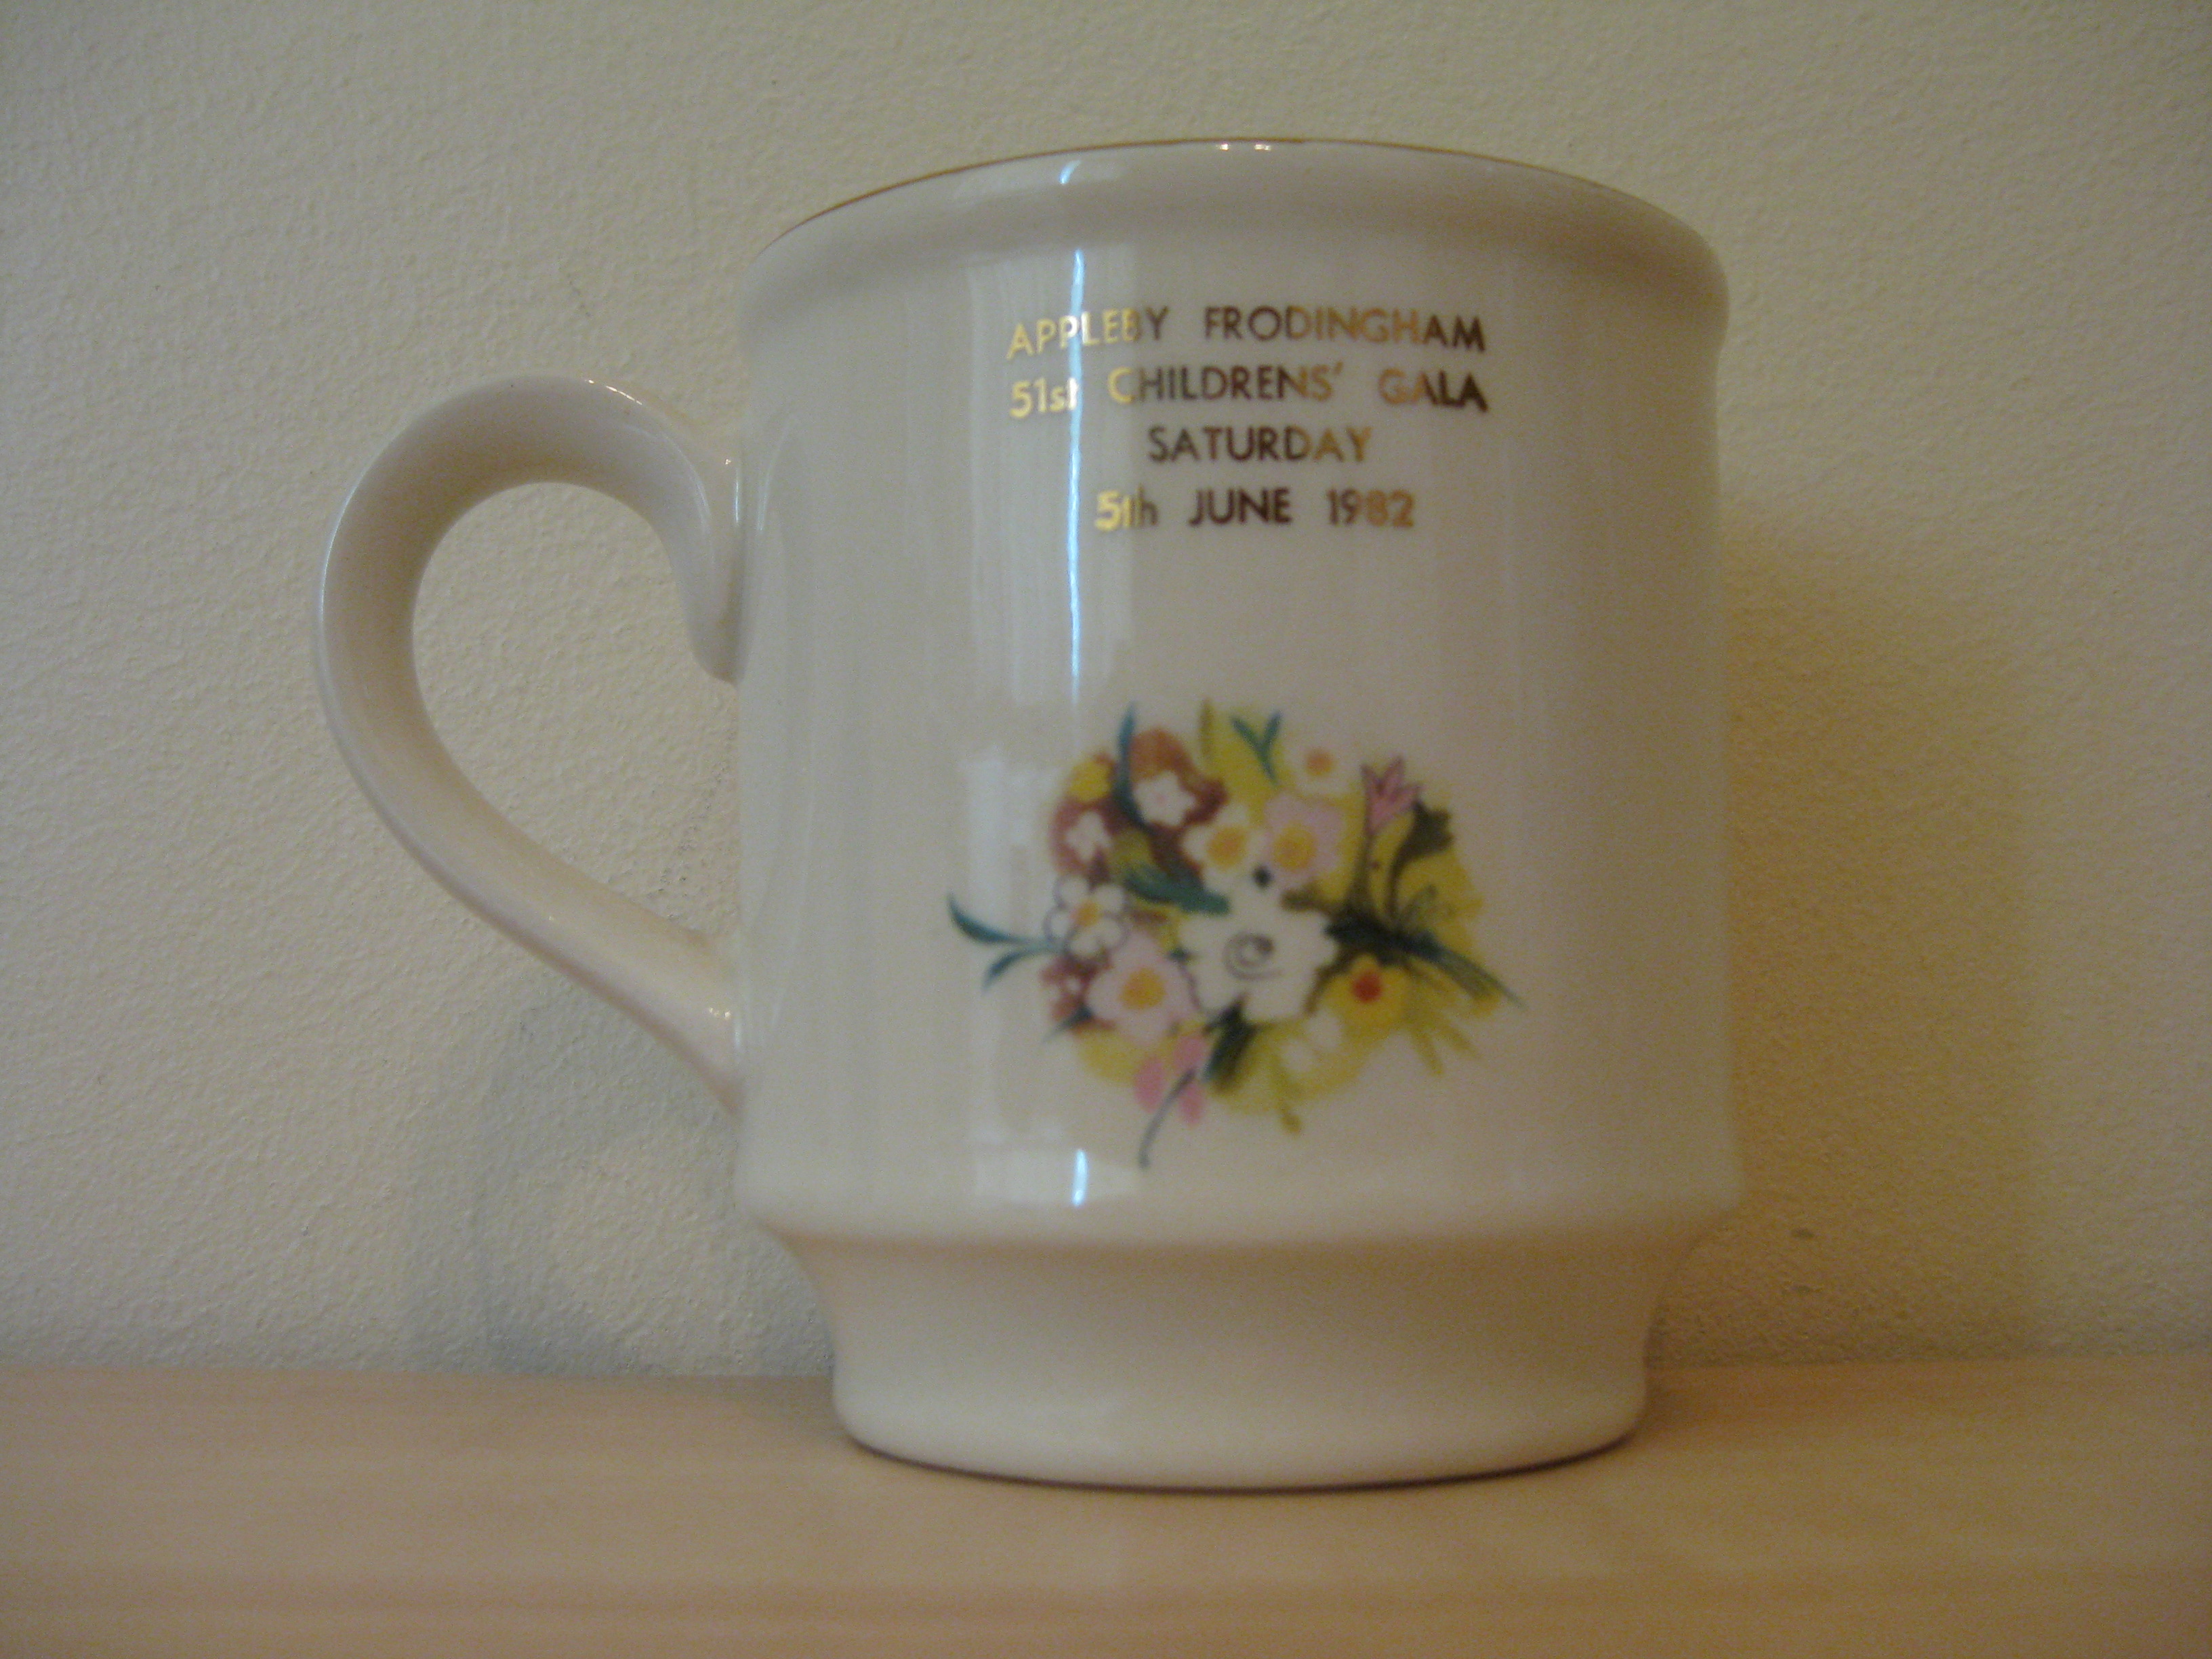 APPLEBY FRODINGHAM
51st CHILDRENS' GALA
SATURDAY
5th JUNE 1982